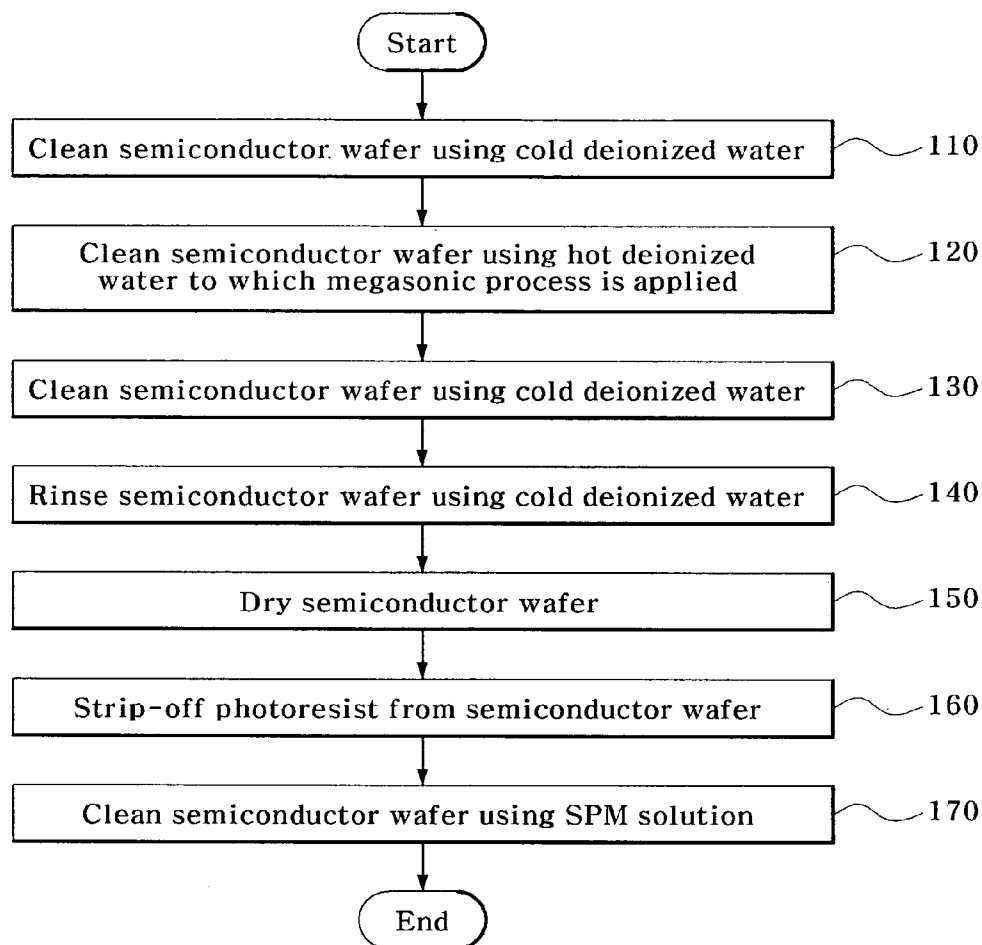 Start
Clean semiconductor wafer using cold deionized water
110
Clean semiconductor wafer using hot deionized
water to which megasonic process is applied
120
Clean semiconductor wafer using cold deionized water
130
Rinse semiconductor wafer using cold deionized water
140
Dry semiconductor wafer
150
Strip-off photoresist from semiconductor wafer
160
Clean semiconductor wafer using SPM solution
170
End